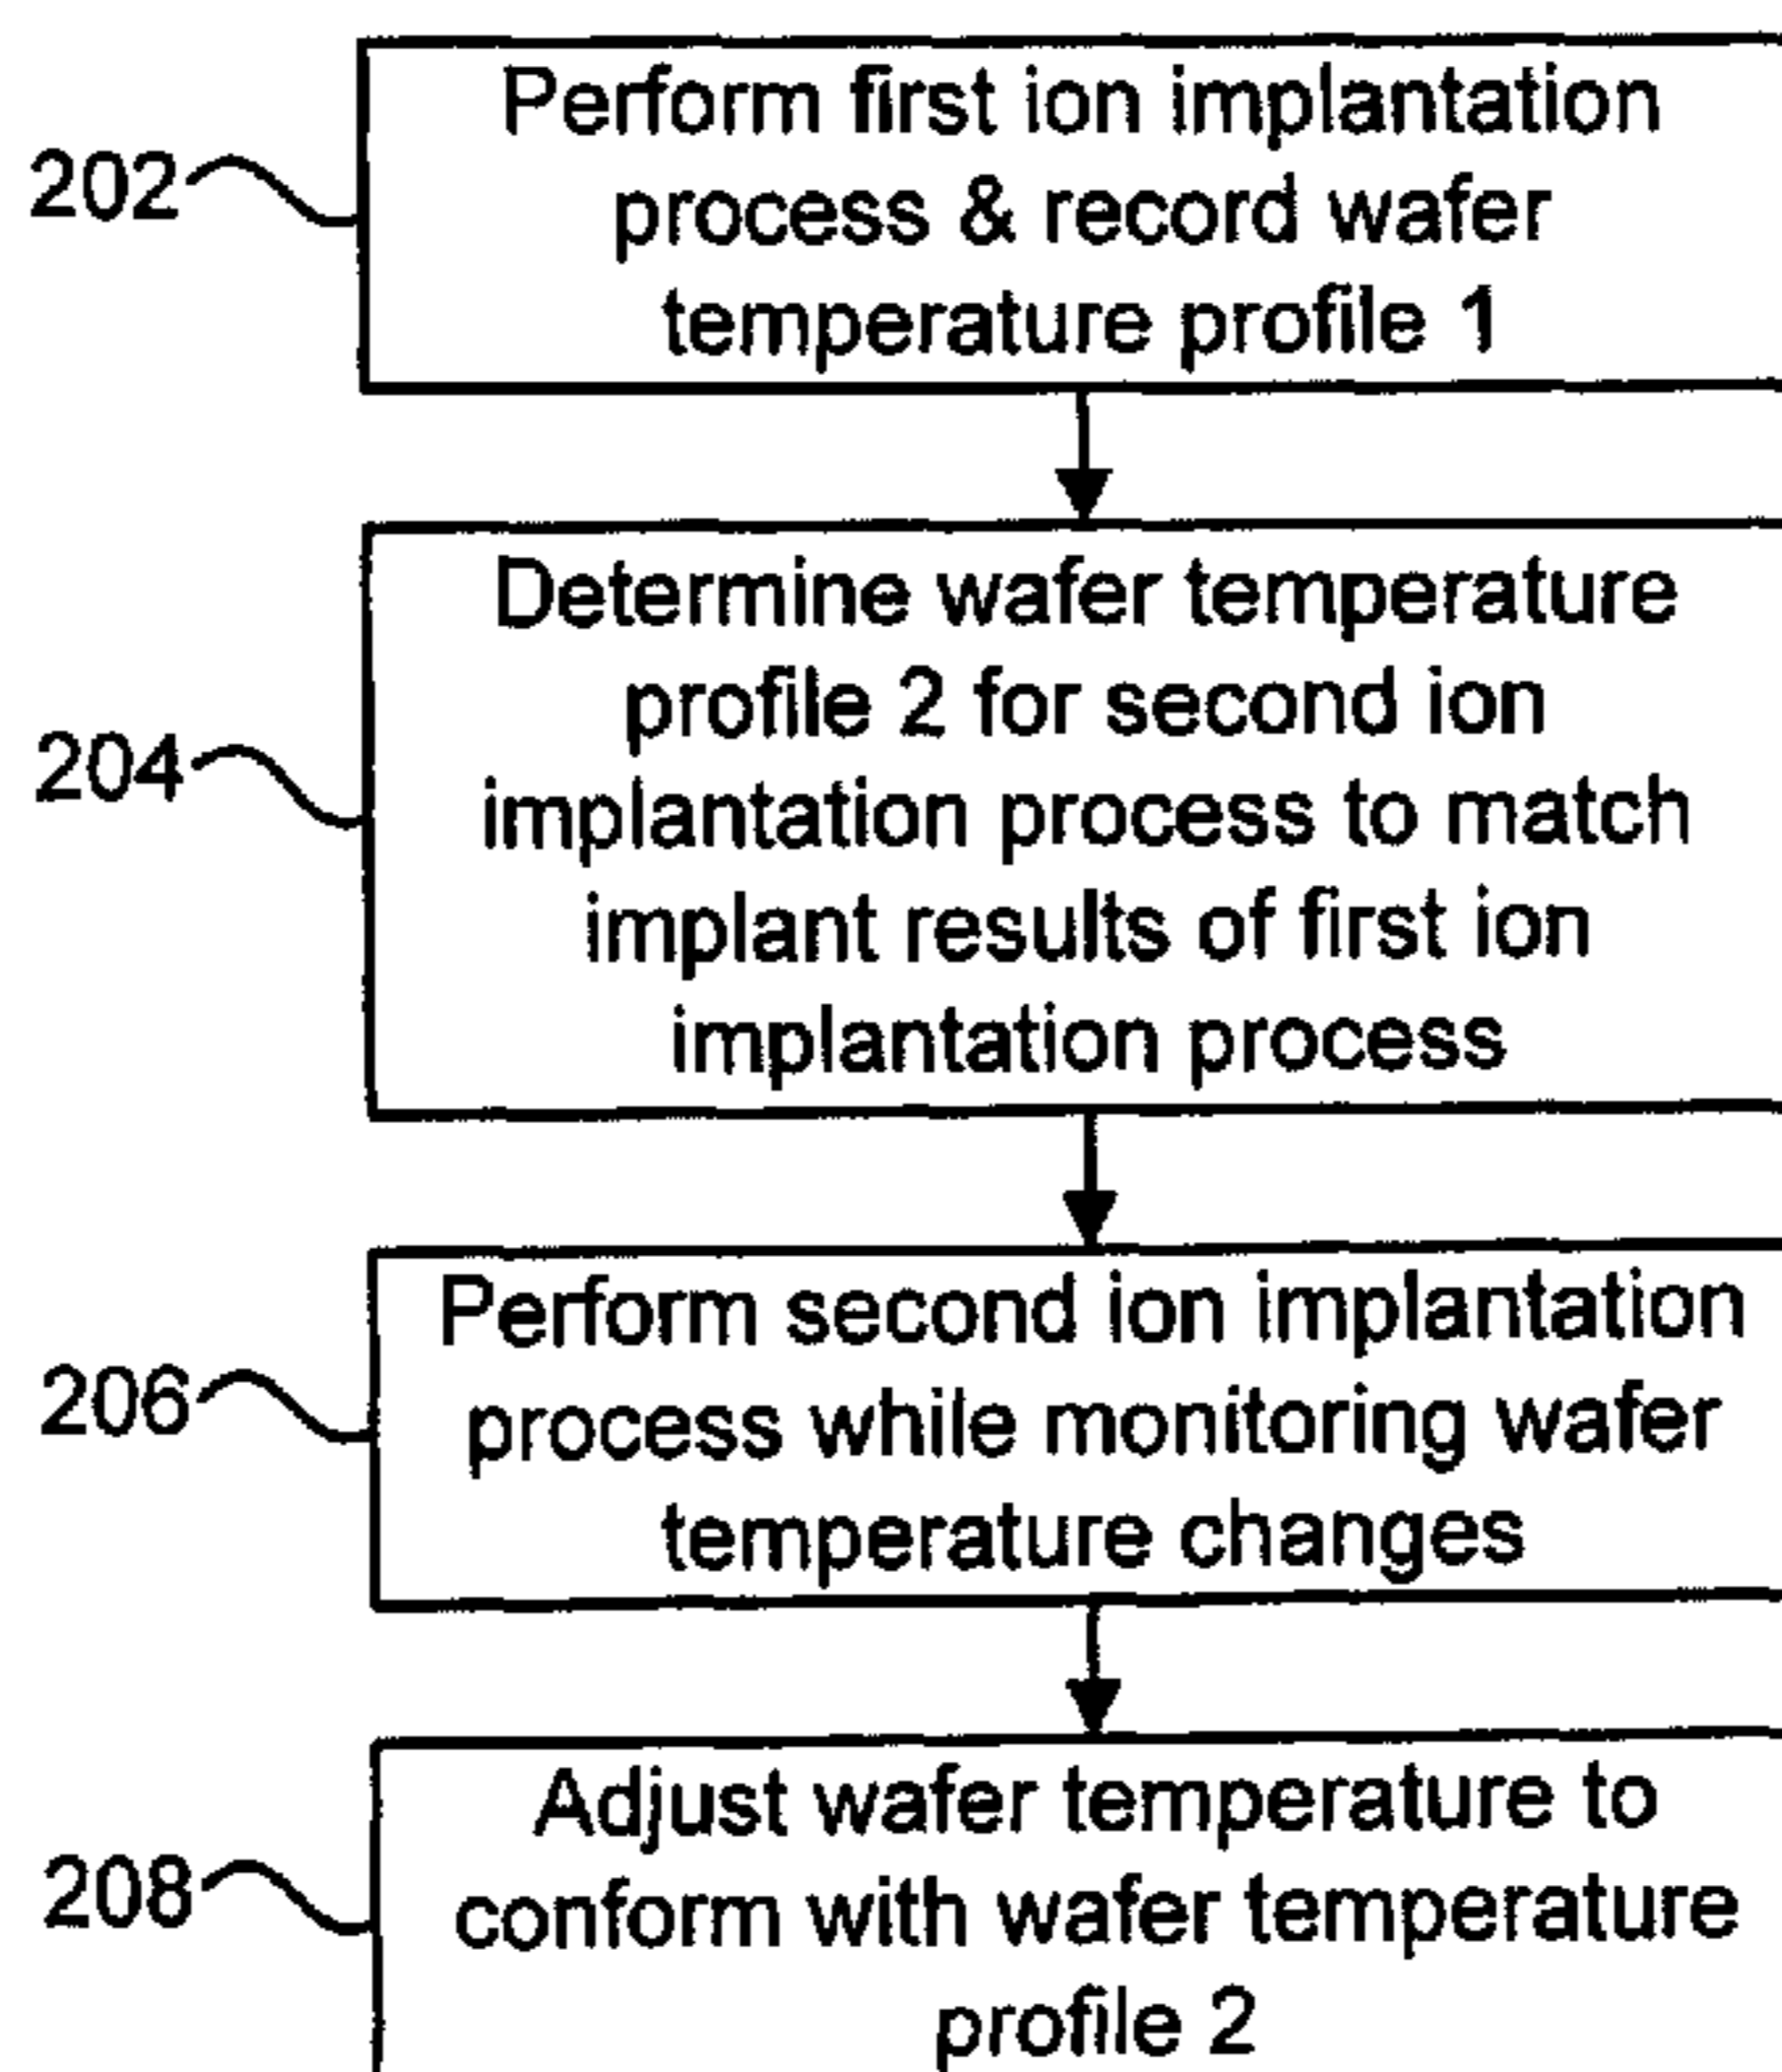 202
Perform first ion implantation
process & record wafer
temperature profile 1
204
Determine wafer temperature
profile 2 for second ion
implantation process to match
implant results of first ion
implantation process
206
Perform second ion implantation
process while monitoring wafer
temperature changes
208
Adjust wafer temperature to
conform with wafer temperature
profile 2